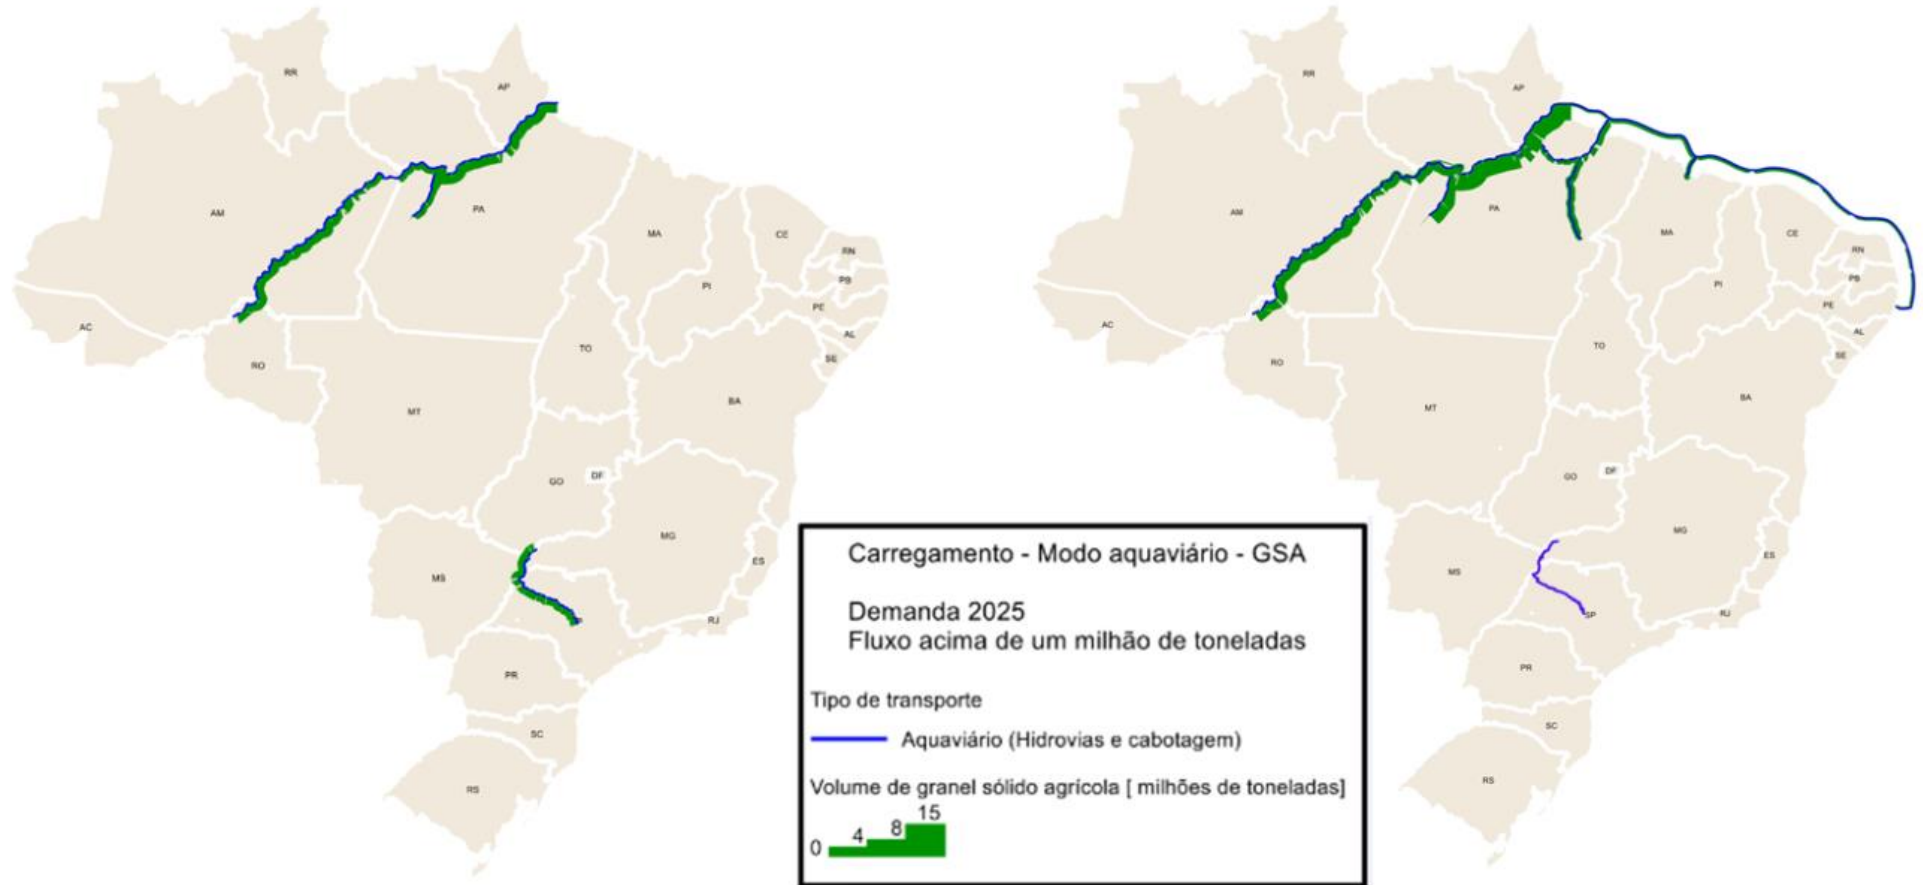 RR
AP
AM
PA
MA
CE
RN
PB
PI
PE
AL
SE
AC
RO
TO
MT
BA
GO
DF
MG
ES
MS
RJ
PR
SC
RS
RR
AP
AM
PA
MA
CE
RN
PB
PI
PE
AL
SE
AC
RO
TO
MT
BA
GO
DF
MG
ES
MS
SP
RJ
PR
SC
RS
Carregamento - Modo aquaviário - GSA
Demanda 2025
Fluxo acima de um milhão de toneladas
Tipo de transporte
Aquaviário (Hidrovias e cabotagem)
Volume de granel sólido agrícola [ milhões de toneladas]
0 4 8 15